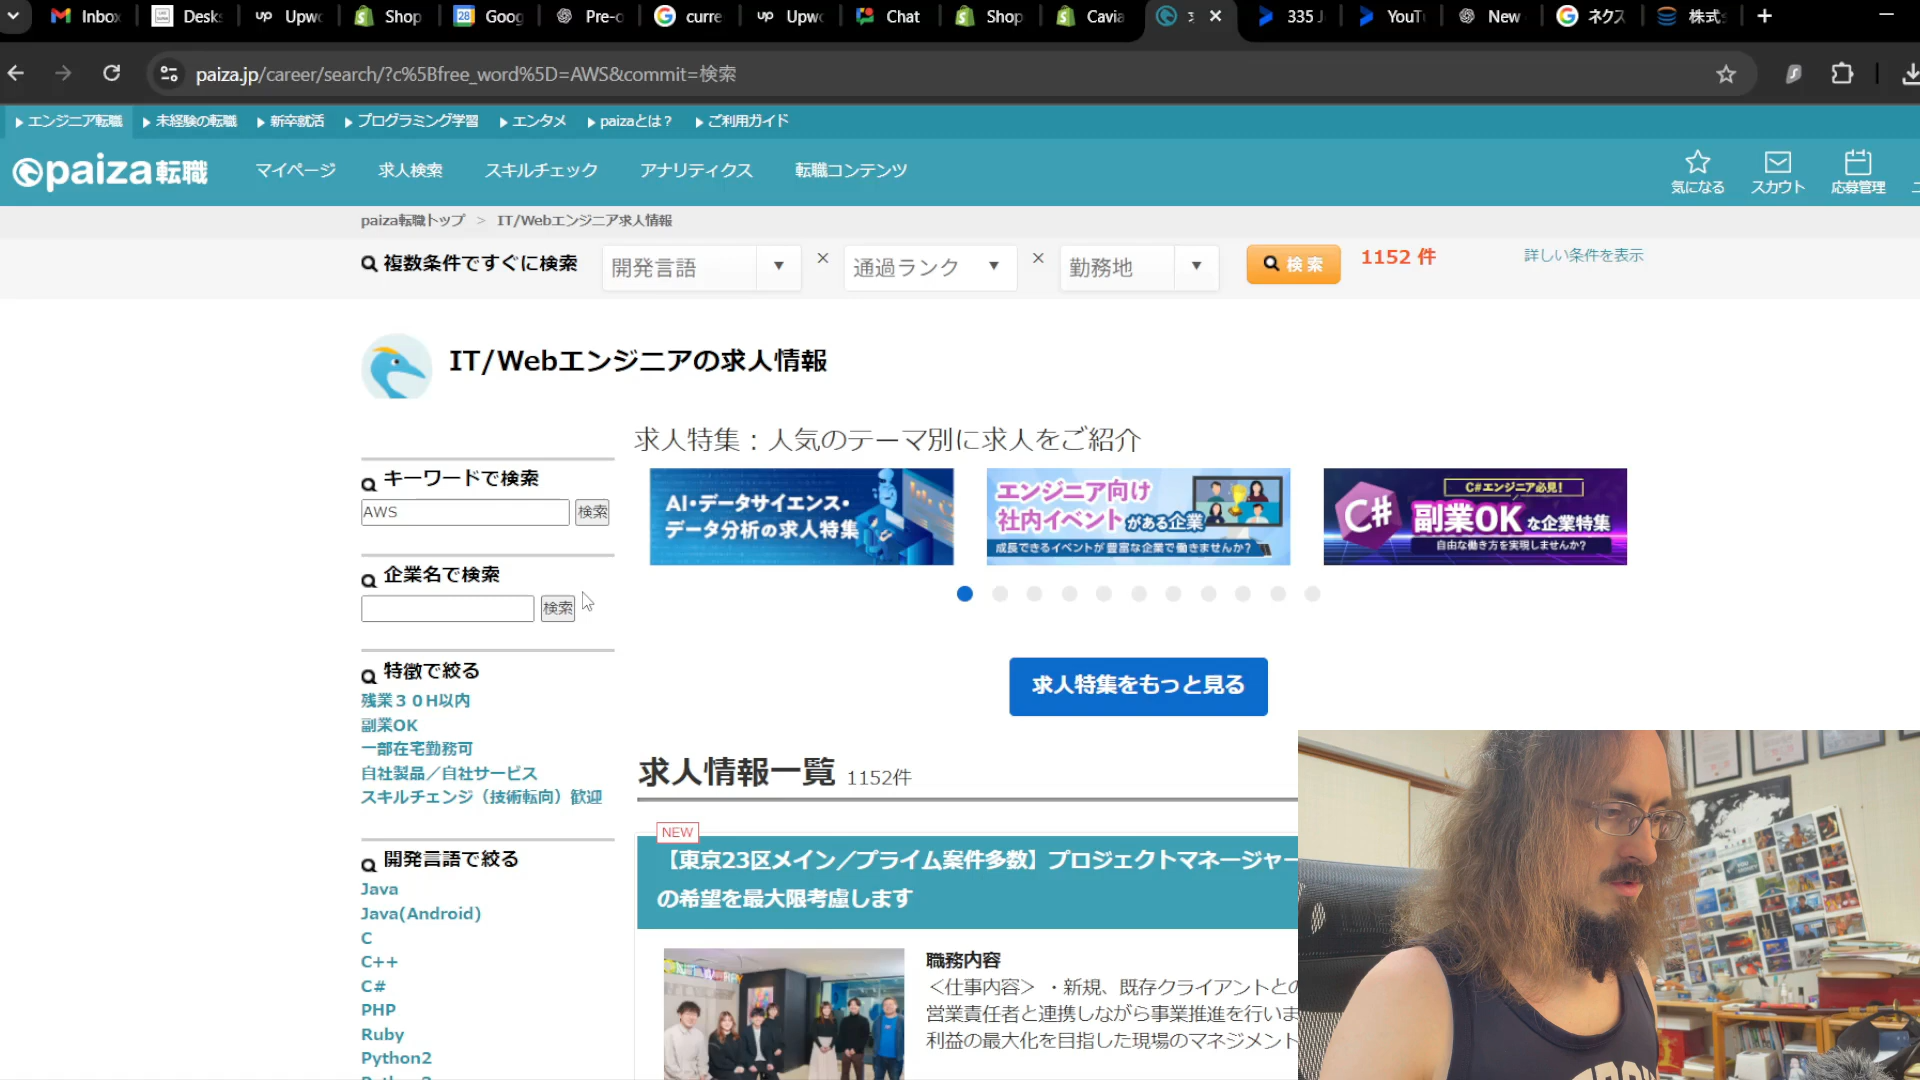 Inbo
Desk
Upwo
Shop
28
Goog
Pre-o
curre
Upwo
Chat
Shop
Cavia
335 J
YouT
New
ネクス
株式
paiza.jp/career/search/?c%5Bfree_word%5D=AWS&commit=検索
エンジニア転職
未経験の転職
新卒就活
プログラミング学習
エンタメ
paizaとは？
ご利用ガイド
paiza転職
マイページ
求人検索
スキルチェック
アナリティクス
転職コンテンツ
気になる
スカウト
応募管理
paiza転職トップ > IT/Webエンジニア求人情報
複数条件ですぐに検索
開発言語
×
通過ランク
×
勤務地
検索
1152 件
詳しい条件を表示
IT/Webエンジニアの求人情報
求人特集：人気のテーマ別に求人をご紹介
AI・データサイエンス・
データ分析の求人特集
エンジニア向け
社内イベントがある企業
成長できるイベントが豊富な企業で働きませんか？
C#エンジニア必見！
C#
副業OKな企業特集
自由な働き方を実現しませんか？
求人特集をもっと見る
キーワードで検索
AWS
検索
企業名で検索
検索
特徴で絞る
残業３０H以内
副業OK
一部在宅勤務可
自社製品／自社サービス
スキルチェンジ（技術転向）歓迎
開発言語で絞る
Java
Java(Android)
C
C++
C#
PHP
Ruby
Python2
求人情報一覧 1152件
NEW
【東京23区メイン／プライム案件多数】プロジェクトマネージャー
の希望を最大限考慮します
職務内容
＜仕事内容＞ ・新規、既存クライアントとの
営業責任者と連携しながら事業推進を行いま
利益の最大化を目指した現場のマネジメント